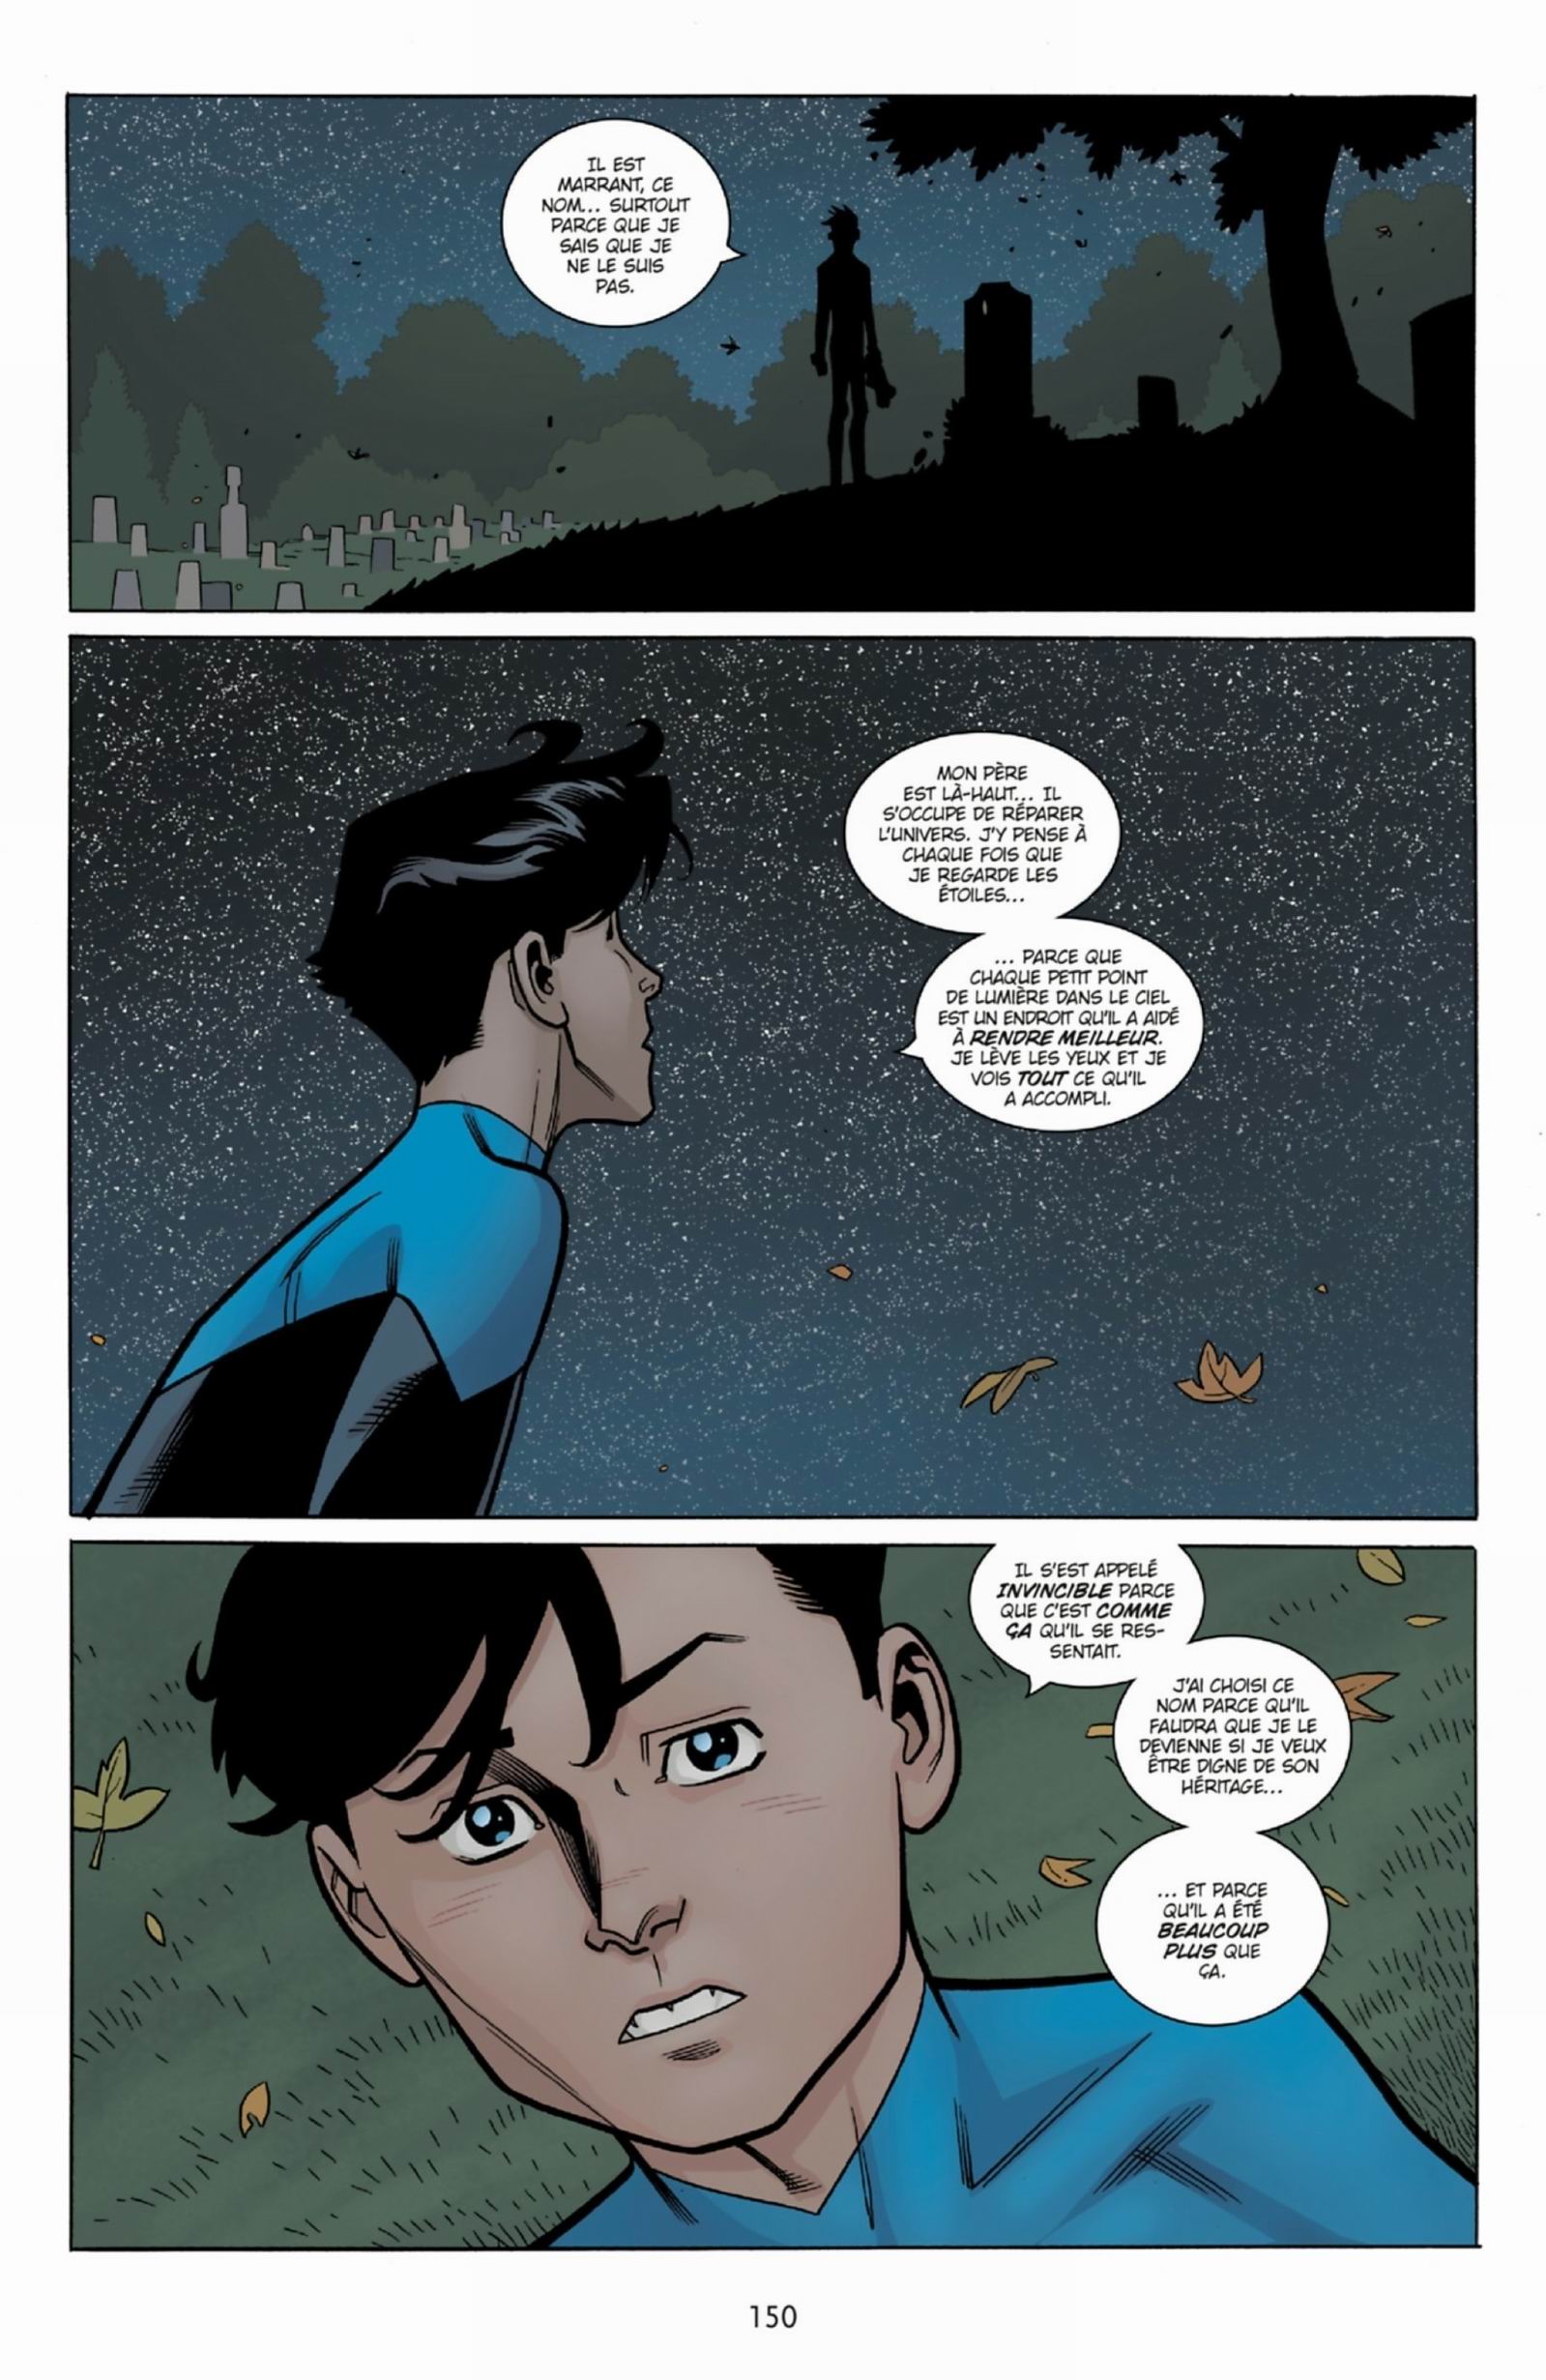 IL EST
MARRANT, CE
NOM... SURTOUT
PARCE QUE JE
SAIS QUE JE
NE LE SUIS
PAS.
MON PÈRE
EST LÀ-HAUT... IL
S'OCCUPE DE RÉPARER
L'UNIVERS. J'Y PENSE À
CHAQUE FOIS QUE
JE REGARDE LES
ÉTOILES...
... PARCE QUE
CHAQUE PETIT POINT
DE LUMIÈRE DANS LE CIEL
EST UN ENDROIT QU'IL A AIDÉ
À RENDRE MEILLEUR.
JE LÈVE LES YEUX ET JE
VOIS TOUT CE QU'IL
A ACCOMPLI.
IL S'EST APPELÉ
INVINCIBLE PARCE
QUE C'EST COMME
ÇA QU'IL SE RES-
SENTAIT.
J'AI CHOISI CE
NOM PARCE QU'IL
FAUDRA QUE JE LE
DEVIENNE SI JE VEUX
ÊTRE DIGNE DE SON
HÉRITAGE...
... ET PARCE
QU'IL A ÉTÉ
BEAUCOUP
PLUS QUE
ÇA.
150